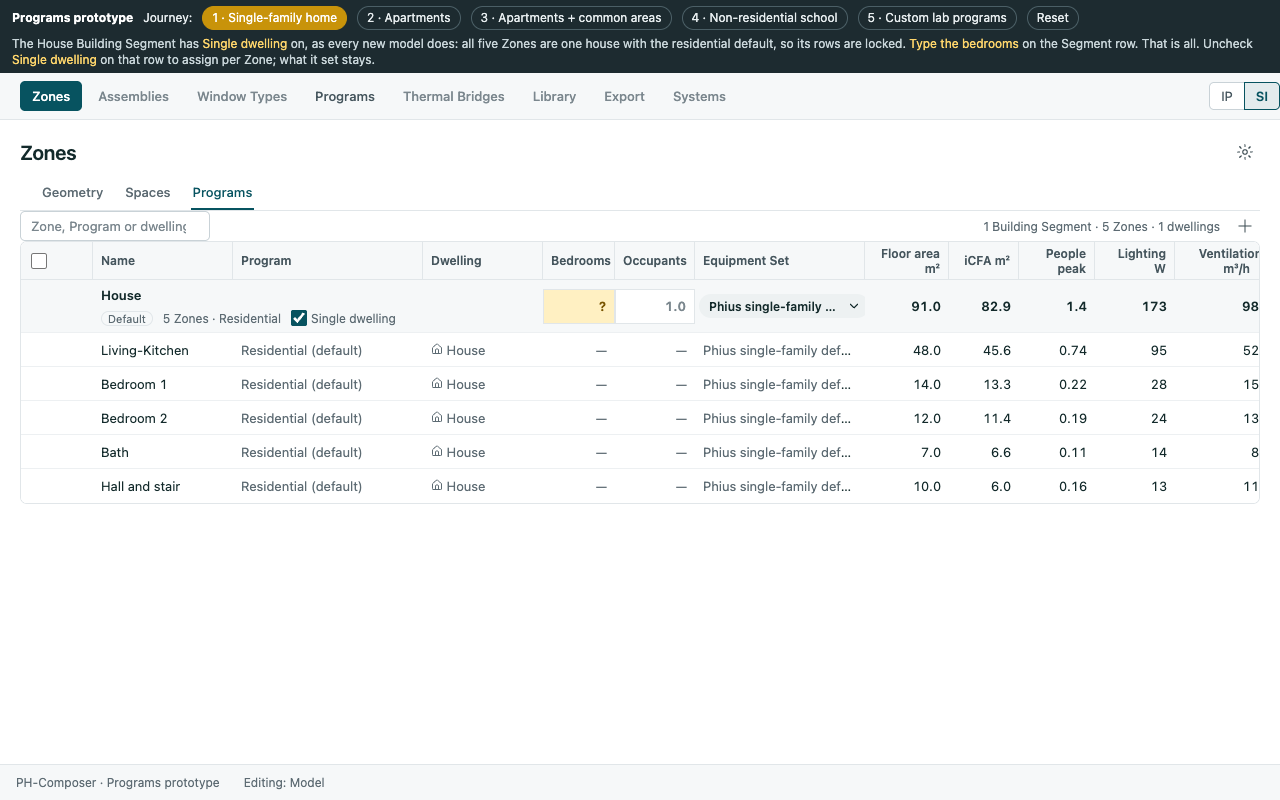 Programs prototype Journey: 1 · Single-family home 2 · Apartments 3 · Apartments + common areas 4 · Non-residential school 5 · Custom lab programs Reset
The House Building Segment has Single dwelling on, as every new model does: all five Zones are one house with the residential default, so its rows are locked. Type the bedrooms on the Segment row. That is all. Uncheck
Single dwelling on that row to assign per Zone; what it set stays.
Zones Assemblies Window Types Programs Thermal Bridges Library Export Systems IP SI
Zones
Geometry Spaces Programs
Zone, Program or dwelling 1 Building Segment · 5 Zones · 1 dwellings
Name Program Dwelling Bedrooms Occupants Equipment Set Floor area m² iCFA m² People peak Lighting W Ventilation m³/h
House ? 1.0 Phius single-family ... 91.0 82.9 1.4 173 98
Default 5 Zones · Residential Single dwelling
Living-Kitchen Residential (default) House — — Phius single-family def... 48.0 45.6 0.74 95 52
Bedroom 1 Residential (default) House — — Phius single-family def... 14.0 13.3 0.22 28 15
Bedroom 2 Residential (default) House — — Phius single-family def... 12.0 11.4 0.19 24 13
Bath Residential (default) House — — Phius single-family def... 7.0 6.6 0.11 14 8
Hall and stair Residential (default) House — — Phius single-family def... 10.0 6.0 0.16 13 11
PH-Composer · Programs prototype Editing: Model